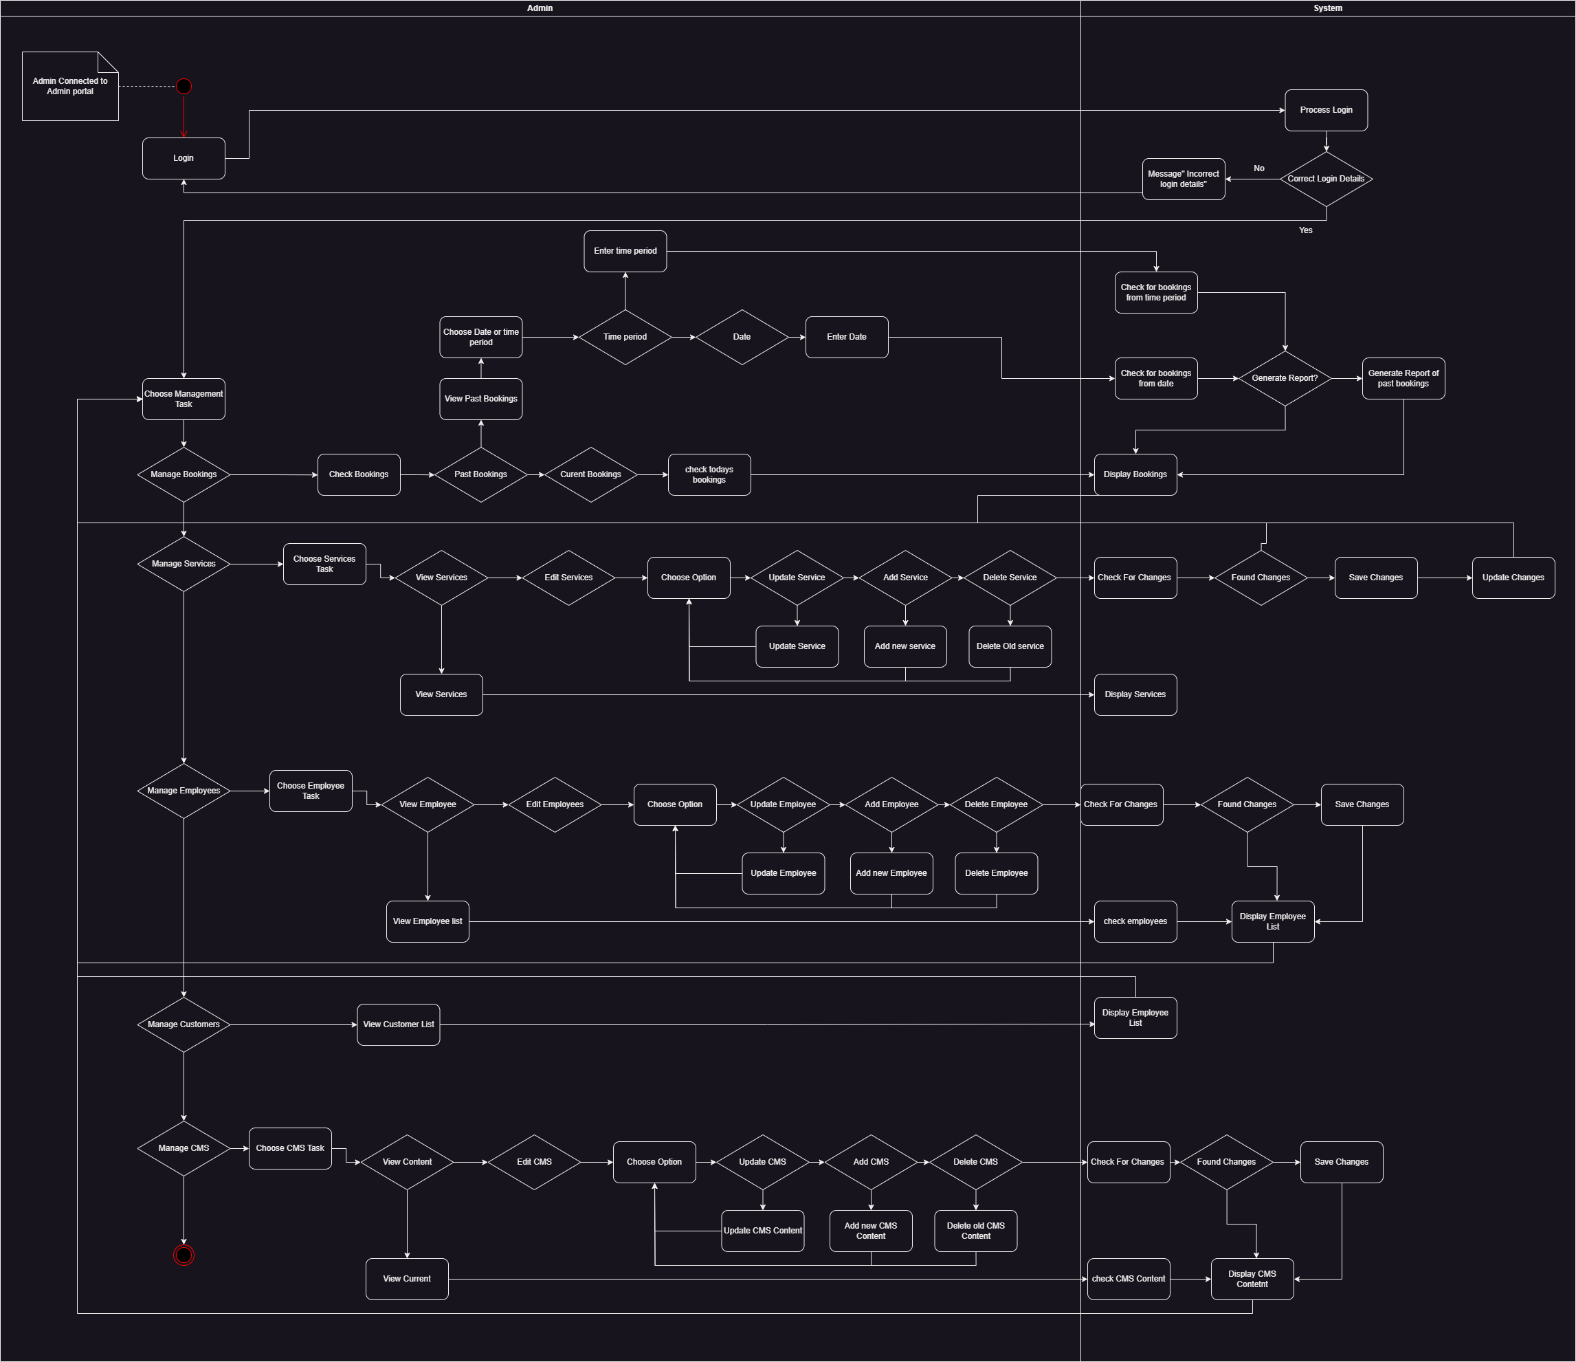 Admin
System
Admin Connected to
Admin portal
Process Login
Login
No
Message" Incorrect
login details"
Correct Login Details
Yes
Enter time period
Check for bookings
from time period
Choose Date or time
period
Time period
Date
Enter Date
Choose Management
Task
View Past Bookings
Check for bookings
from date
Generate Report?
Generate Report of
past bookings
Manage Bookings
Check Bookings
Past Bookings
Curent Bookings
check todays
bookings
Display Bookings
Manage Services
Choose Services
Task
View Services
Edit Services
Choose Option
Update Service
Add Service
Delete Service
Check For Changes
Found Changes
Save Changes
Update Changes
Update Service
Add new service
Delete Old service
View Services
Display Services
Manage Employees
Choose Employee
Task
View Employee
Edit Employees
Choose Option
Update Employee
Add Employee
Delete Employee
Check For Changes
Found Changes
Save Changes
Update Employee
Add new Employee
Delete Employee
View Employee list
check employees
Display Employee
List
Manage Customers
View Customer List
Display Employee
List
Manage CMS
Choose CMS Task
View Content
Edit CMS
Choose Option
Update CMS
Add CMS
Delete CMS
Check For Changes
Found Changes
Save Changes
Update CMS Content
Add new CMS
Content
Delete old CMS
Content
View Current
check CMS Content
Display CMS
Contetnt